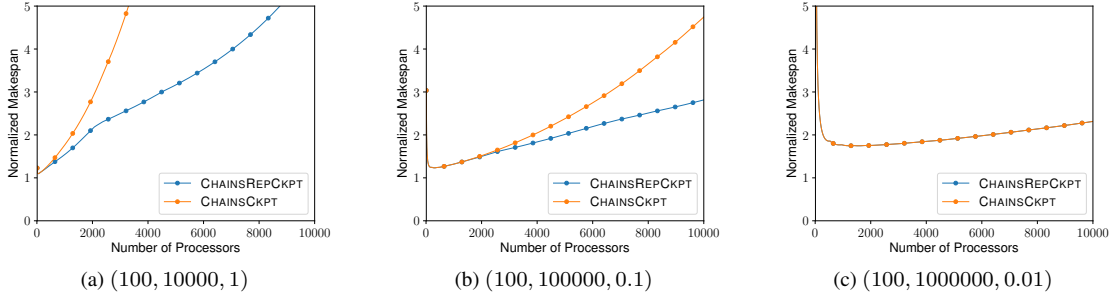 5
4
3
2
1
0
0 2000 4000 6000 8000 10000
Normalized Makespan
Number of Processors
CHAINSREPCKPT
CHAINSCKPT
(a) (100, 10000, 1)
5
4
3
2
1
0
0 2000 4000 6000 8000 10000
Normalized Makespan
Number of Processors
CHAINSREPCKPT
CHAINSCKPT
(b) (100, 100000, 0.1)
5
4
3
2
1
0
0 2000 4000 6000 8000 10000
Normalized Makespan
Number of Processors
CHAINSREPCKPT
CHAINSCKPT
(c) (100, 1000000, 0.01)